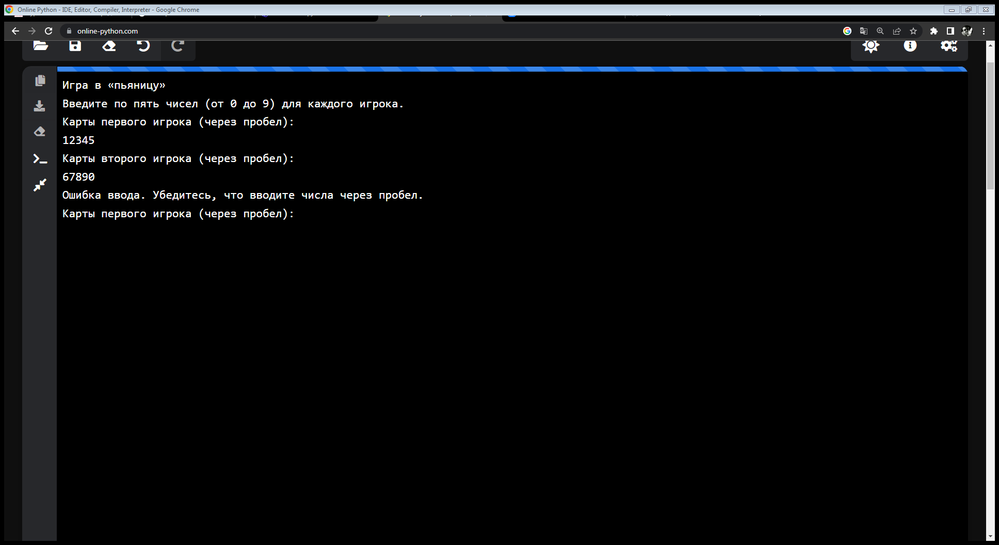 Online Python - IDE, Editor, Compiler, Interpreter - Google Chrome
online-python.com
Игра в «пьяницу»
Введите по пять чисел (от 0 до 9) для каждого игрока.
Карты первого игрока (через пробел):
12345
Карты второго игрока (через пробел):
67890
Ошибка ввода. Убедитесь, что вводите числа через пробел.
Карты первого игрока (через пробел):